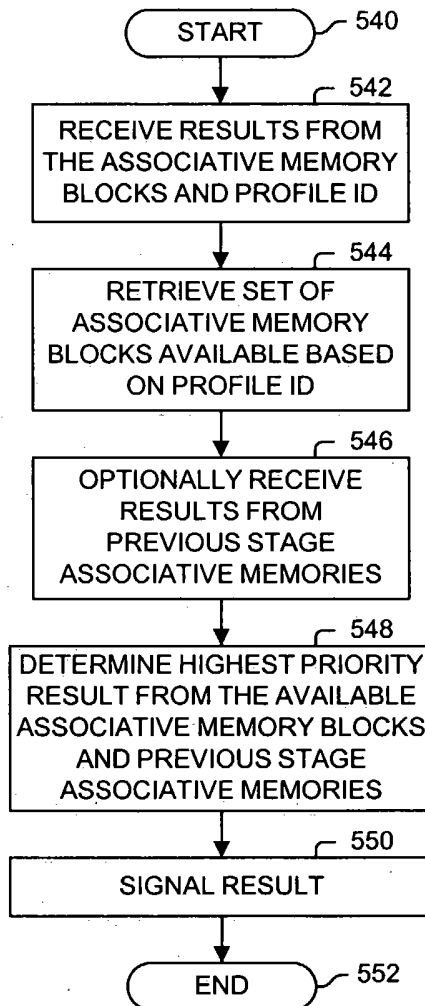 START
540
542
RECEIVE RESULTS FROM
THE ASSOCIATIVE MEMORY
BLOCKS AND PROFILE ID
544
RETRIEVE SET OF
ASSOCIATIVE MEMORY
BLOCKS AVAILABLE BASED
ON PROFILE ID
546
OPTIONALLY RECEIVE
RESULTS FROM
PREVIOUS STAGE
ASSOCIATIVE MEMORIES
548
DETERMINE HIGHEST PRIORITY
RESULT FROM THE AVAILABLE
ASSOCIATIVE MEMORY BLOCKS
AND PREVIOUS STAGE
ASSOCIATIVE MEMORIES
550
SIGNAL RESULT
END
552